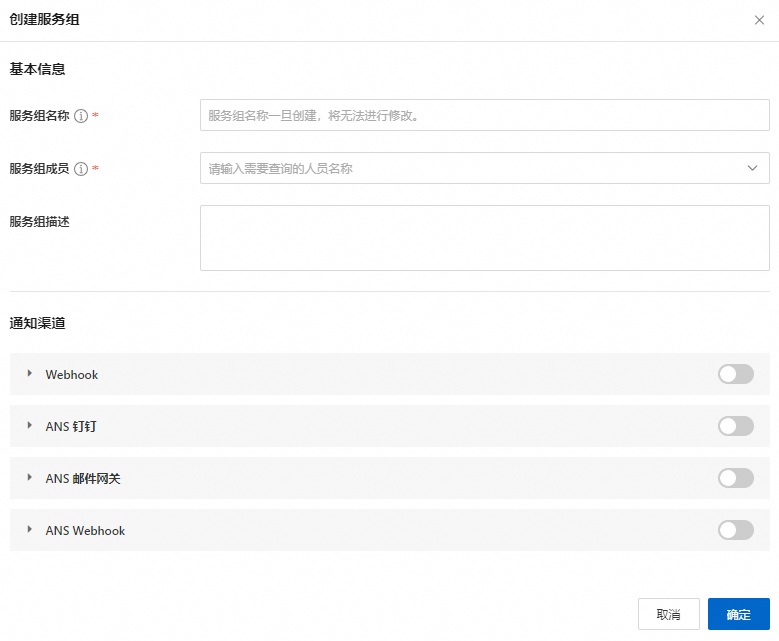 创建服务组
基本信息
服务组名称 *
服务组名称一旦创建，将无法进行修改。
服务组成员 *
请输入需要查询的人员名称
服务组描述
通知渠道
Webhook
ANS 钉钉
ANS 邮件网关
ANS Webhook
取消
确定